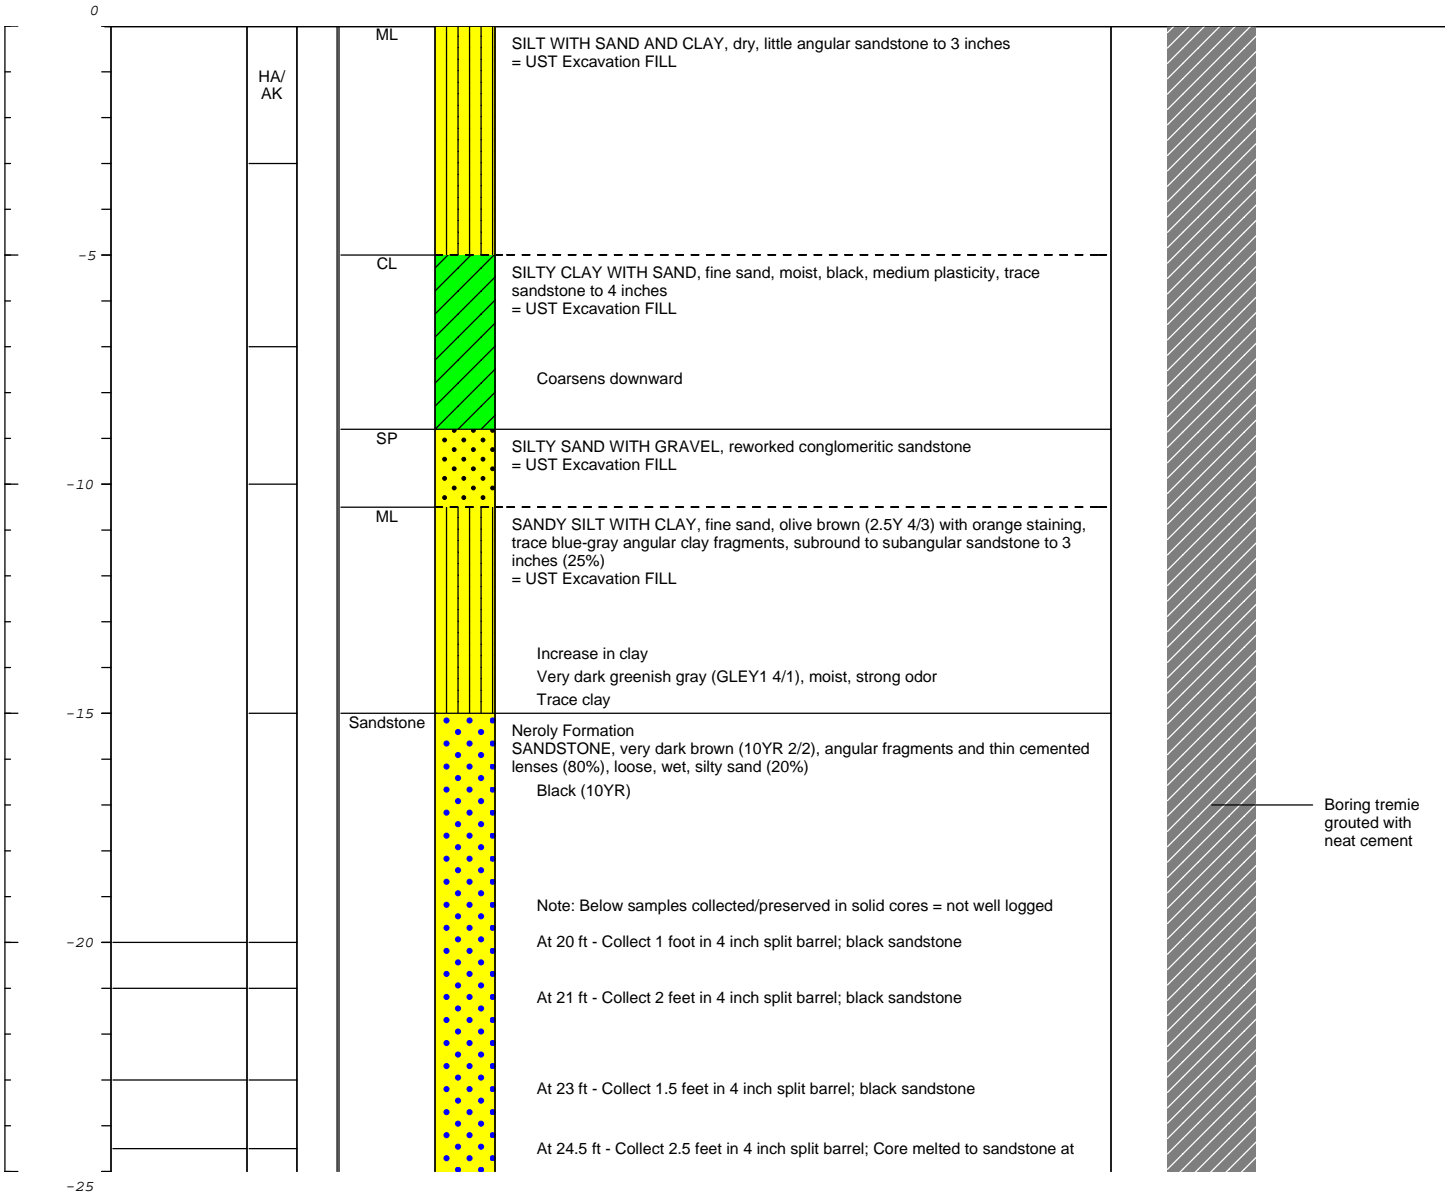 0
ML
SILT WITH SAND AND CLAY, dry, little angular sandstone to 3 inches
= UST Excavation FILL
HA/
AK
-5
CL
SILTY CLAY WITH SAND, fine sand, moist, black, medium plasticity, trace
sandstone to 4 inches
= UST Excavation FILL
Coarsens downward
SP
SILTY SAND WITH GRAVEL, reworked conglomeritic sandstone
= UST Excavation FILL
-10
ML
SANDY SILT WITH CLAY, fine sand, olive brown (2.5Y 4/3) with orange staining,
trace blue-gray angular clay fragments, subround to subangular sandstone to 3
inches (25%)
= UST Excavation FILL
Increase in clay
Very dark greenish gray (GLEY1 4/1), moist, strong odor
Trace clay
-15
Sandstone
Neroly Formation
SANDSTONE, very dark brown (10YR 2/2), angular fragments and thin cemented
lenses (80%), loose, wet, silty sand (20%)
Black (10YR)
Boring tremie
grouted with
neat cement
Note: Below samples collected/preserved in solid cores = not well logged
-20
At 20 ft - Collect 1 foot in 4 inch split barrel; black sandstone
At 21 ft - Collect 2 feet in 4 inch split barrel; black sandstone
At 23 ft - Collect 1.5 feet in 4 inch split barrel; black sandstone
At 24.5 ft - Collect 2.5 feet in 4 inch split barrel; Core melted to sandstone at
-25